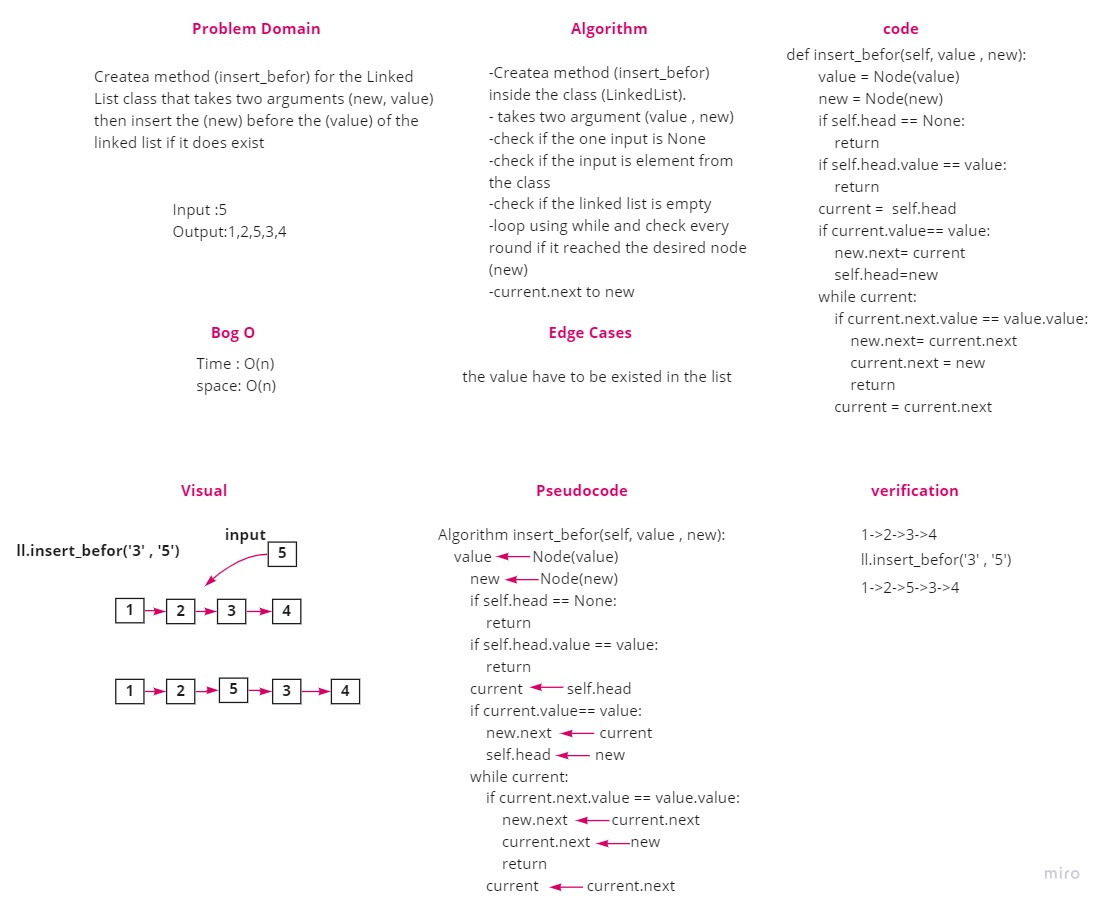 Problem Domain
Createa method (insert_befor) for the Linked
List class that takes two arguments (new, value)
then insert the (new) before the (value) of the
linked list if it does exist
Input :5
Output:1,2,5,3,4
Algorithm
-Createa method (insert_befor)
inside the class (LinkedList).
- takes two argument (value , new)
-check if the one input is None
-check if the input is element from
the class
-check if the linked list is empty
-loop using while and check every
round if it reached the desired node
(new)
-current.next to new
code
def insert_befor(self, value , new):
value = Node(value)
new = Node(new)
if self.head == None:
return
if self.head.value == value:
return
current =  self.head
if current.value== value:
new.next= current
self.head=new
while current:
if current.next.value == value.value:
new.next= current.next
current.next = new
return
current = current.next
Bog O
Time : O(n)
space: O(n)
Edge Cases
the value have to be existed in the list
Visual
input
ll.insert_befor('3' , '5')
5
1 2 3 4
1 2 5 3 4
Pseudocode
Algorithm insert_befor(self, value , new):
value Node(value)
new Node(new)
if self.head == None:
return
if self.head.value == value:
return
current self.head
if current.value== value:
new.next current
self.head new
while current:
if current.next.value == value.value:
new.next current.next
current.next new
return
current current.next
verification
1->2->3->4
ll.insert_befor('3' , '5')
1->2->5->3->4
miro